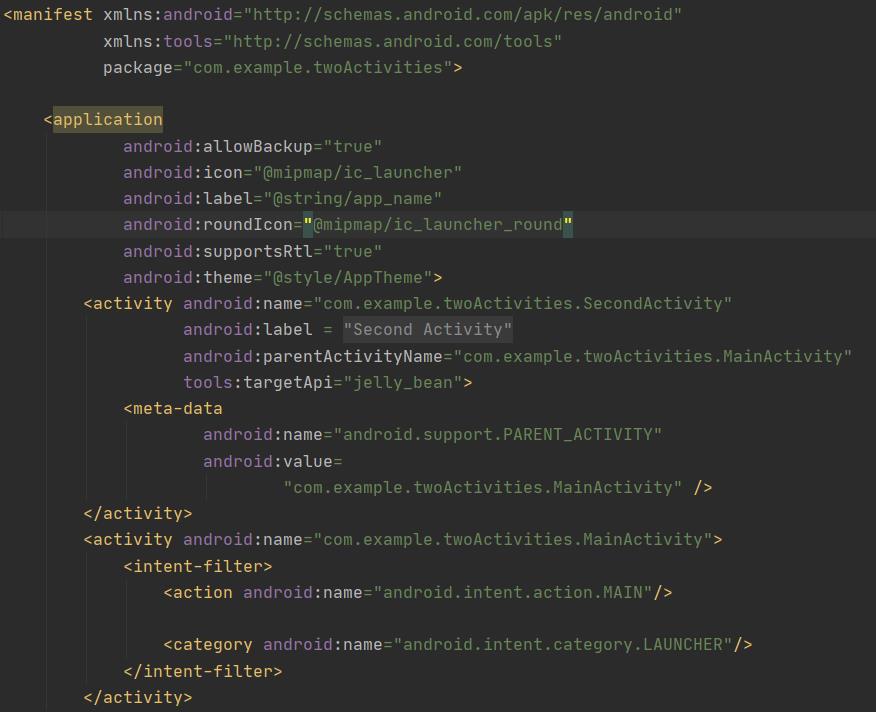 <manifest xmlns:android="http://schemas.android.com/apk/res/android"
xmlns:tools="http://schemas.android.com/tools"
package="com.example.twoActivities">
<application
android:allowBackup="true"
android:icon="@mipmap/ic_launcher"
android:label="@string/app_name"
android:roundIcon="@mipmap/ic_launcher_round"
android:supportsRtl="true"
android:theme="@style/AppTheme">
<activity android:name="com.example.twoActivities.SecondActivity"
android:label = "Second Activity"
android:parentActivityName="com.example.twoActivities.MainActivity"
tools:targetApi="jelly_bean">
<meta-data
android:name="android.support.PARENT_ACTIVITY"
android:value=
"com.example.twoActivities.MainActivity" />
</activity>
<activity android:name="com.example.twoActivities.MainActivity">
<intent-filter>
<action android:name="android.intent.action.MAIN"/>
<category android:name="android.intent.category.LAUNCHER"/>
</intent-filter>
</activity>